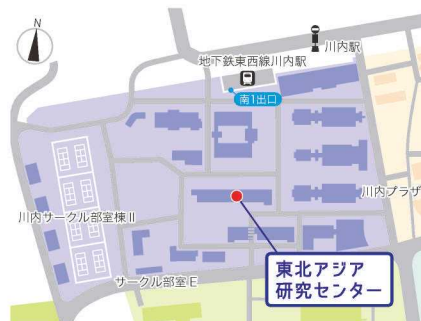 N
川内駅
地下鉄東西線川内駅
南1出口
川内プラザ
川内サークル部室棟Ⅱ
サークル部室E
東北アジア
研究センター